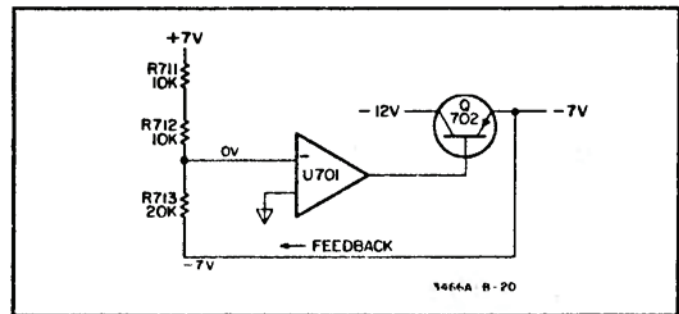 +7V
R711
10K
R712
10K
0V
R713
20K
-7V
−
U701
-12V
Q
702
-7V
← FEEDBACK
3466A-B-20